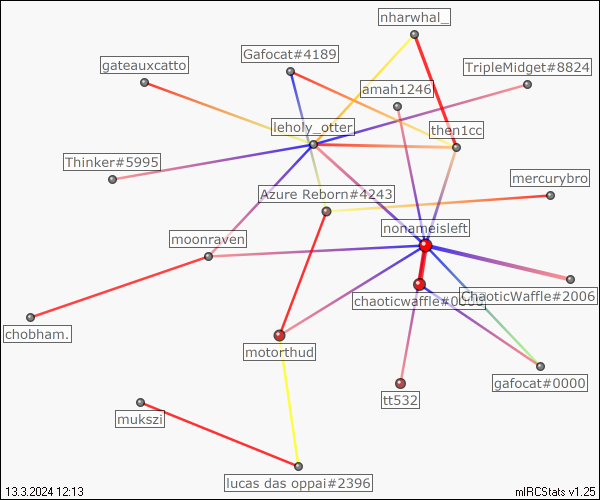 nharwhal_
Gafocat#4189
gateauxcatto
TripleMidget#8824
amah1246
leholy_otter
then1cc
Thinker#5995
mercurybro
Azure Reborn#4243
nonameisleft
moonraven
ChaoticWaffle#2006
chaoticwaffle#0000
chobham.
motorthud
gafocat#0000
tt532
mukszi
lucas das oppai#2396
13.3.2024 12:13
mIRCStats v1.25